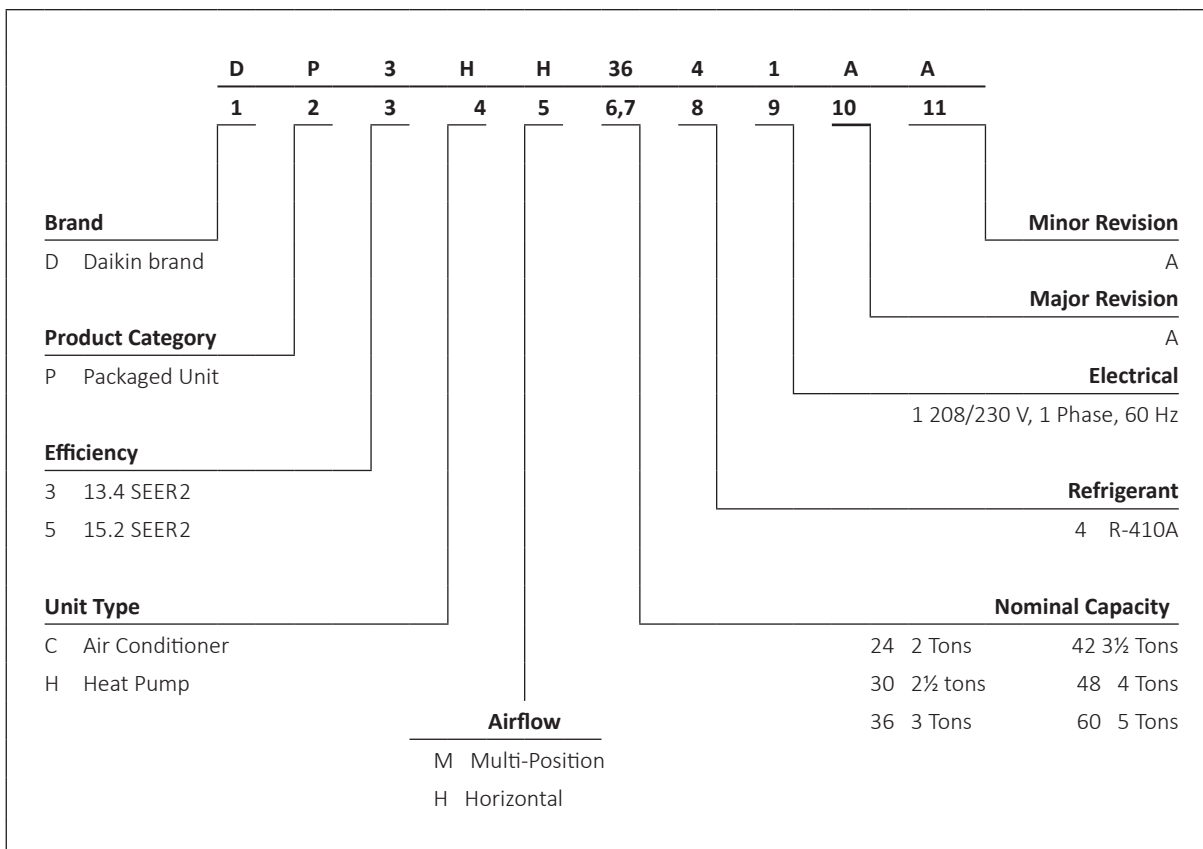 D P 3 H H 36 4 1 A A
1 2 3 4 5 6,7 8 9 10 11
Brand
D Daikin brand
Product Category
P Packaged Unit
Efficiency
3 13.4 SEER2
5 15.2 SEER2
Unit Type
C Air Conditioner
H Heat Pump
Airflow
M Multi-Position
H Horizontal
Minor Revision
A
Major Revision
A
Electrical
1 208/230 V, 1 Phase, 60 Hz
Refrigerant
4 R-410A
Nominal Capacity
24 2 Tons 42 3½ Tons
30 2½ tons 48 4 Tons
36 3 Tons 60 5 Tons